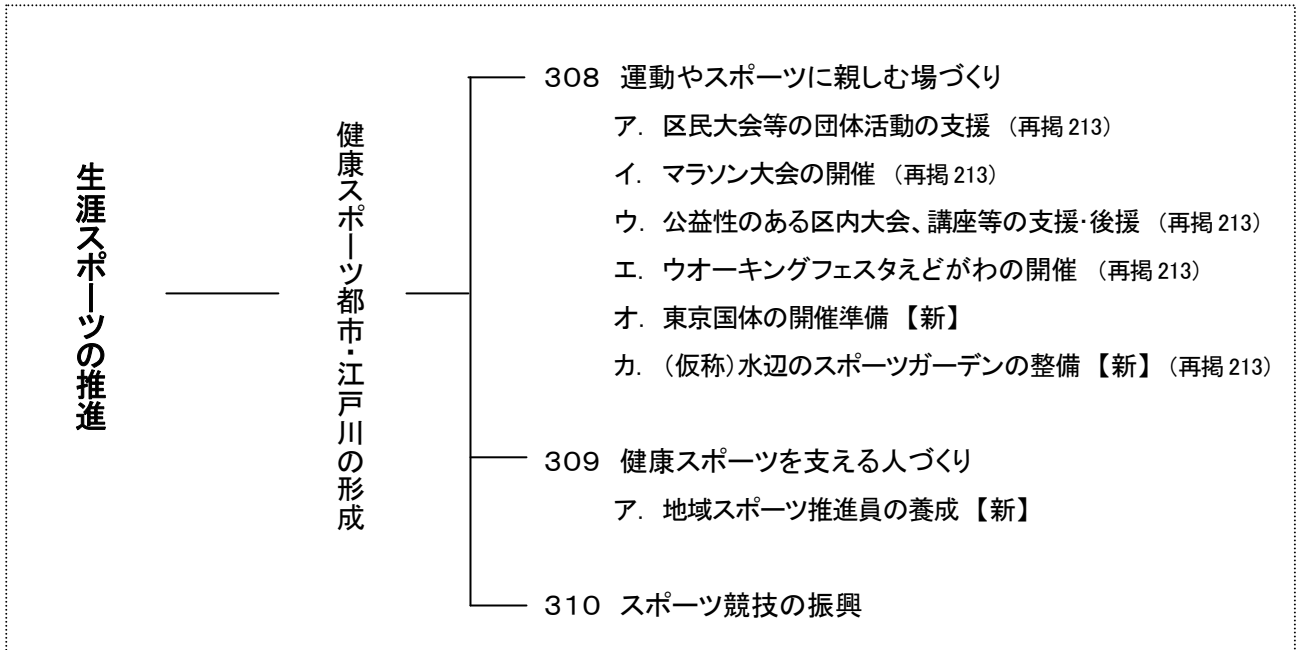 生涯スポーツの推進
健康スポーツ都市・江戸川の形成
308 運動やスポーツに親しむ場づくり
ア. 区民大会等の団体活動の支援 (再掲 213)
イ. マラソン大会の開催 (再掲 213)
ウ. 公益性のある区内大会、講座等の支援・後援 (再掲 213)
エ. ウオーキングフェスタえどがわの開催 (再掲 213)
オ. 東京国体の開催準備 【新】
カ. (仮称)水辺のスポーツガーデンの整備 【新】 (再掲 213)
309 健康スポーツを支える人づくり
ア. 地域スポーツ推進員の養成 【新】
310 スポーツ競技の振興